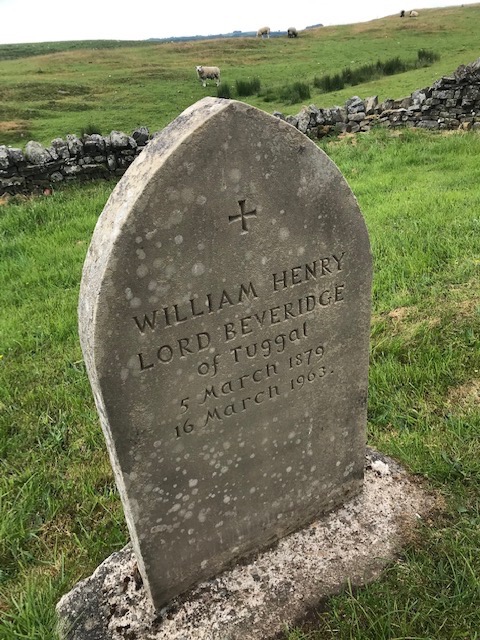 WILLIAM HENRY
LORD BEVERIDGE
of Tuggal
5 March 1879
16 March 1963.